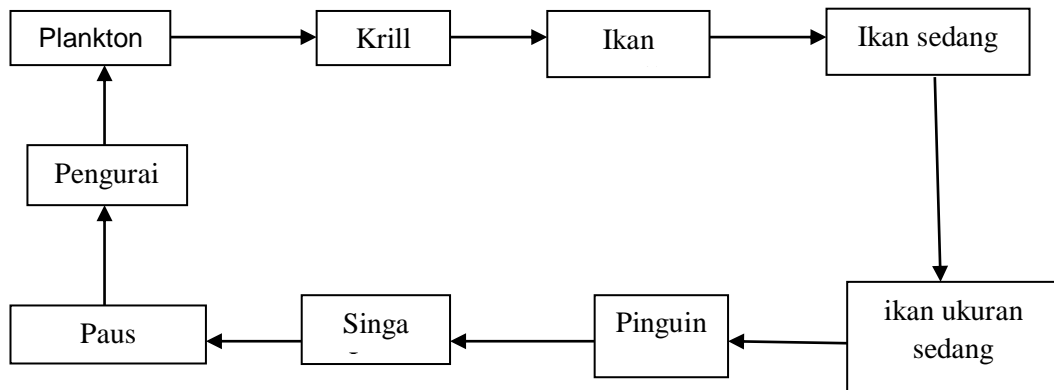 Plankton
Krill
Ikan
Ikan sedang
Pengurai
Paus
Singa
Pinguin
ikan ukuran
sedang